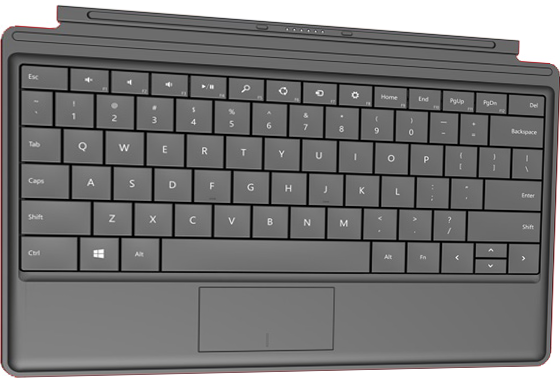 Esc Home End PgUp PgDn Del
~ ! @ # $ % ^ & * ( ) — +
` 1 2 3 4 5 6 7 8 9 0 - = Backspace
Tab Q W E R T Y U I O P { } |
[ ] \
Caps A S D F G H J K L : "
; ' Enter
Shift Z X C V B N M < > ? Shift
, . /
Ctrl Alt Alt Fn